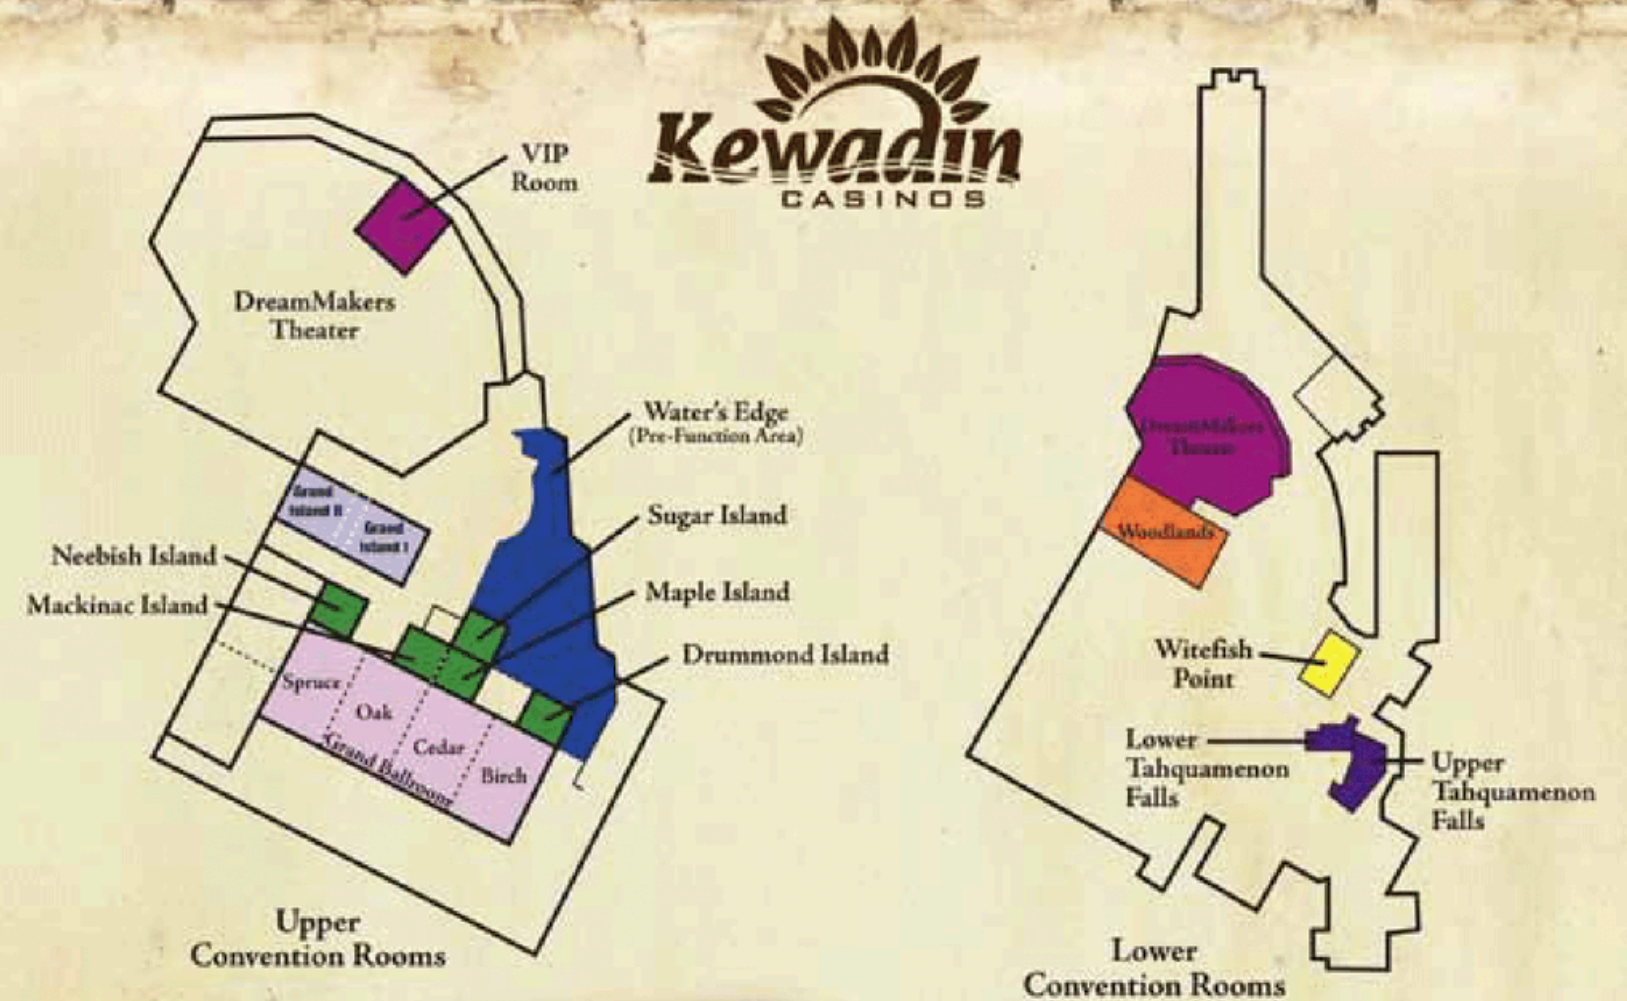 Kewadin
CASINOS
VIP
Room
DreamMakers
Theater
Water's Edge
(Pre-Function Area)
Sugar Island
Maple Island
Drummond Island
Grand
Island II
Grand
Island I
Neebish Island
Mackinac Island
Spruce
Oak
Cedar
Birch
Grand Ballroom
Upper
Convention Rooms
DreamMakers
Theater
Woodlands
Witefish
Point
Lower
Tahquamenon
Falls
Upper
Tahquamenon
Falls
Lower
Convention Rooms